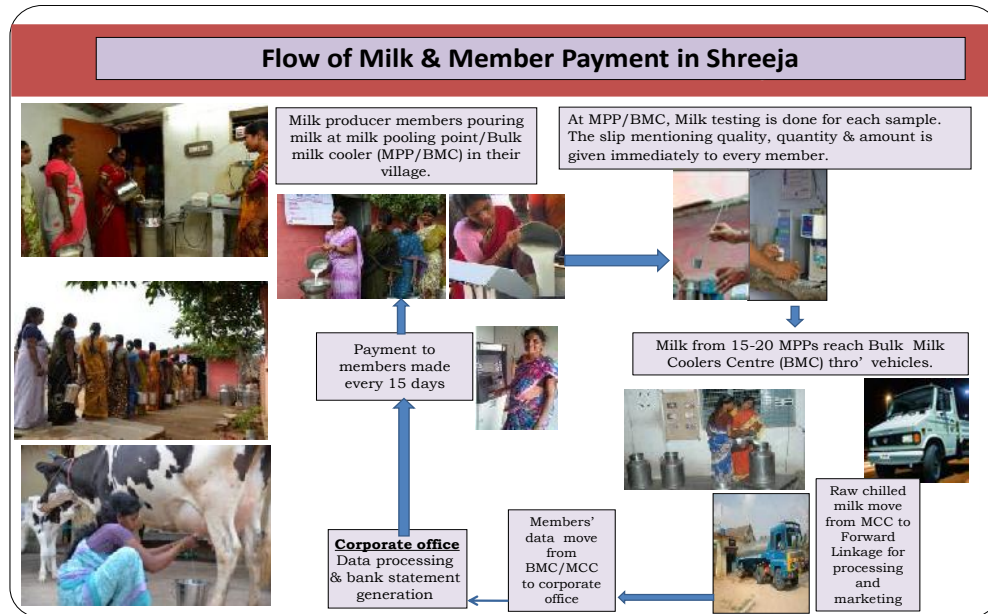 Flow of Milk & Member Payment in Shreeja
Milk producer members pouring
milk at milk pooling point/Bulk
milk cooler (MPP/BMC) in their
village.
At MPP/BMC, Milk testing is done for each sample.
The slip mentioning quality, quantity & amount is
given immediately to every member.
Milk from 15-20 MPPs reach Bulk Milk
Coolers Centre (BMC) thro' vehicles.
Payment to
members made
every 15 days
Raw chilled
milk move
from MCC to
Forward
Linkage for
processing
and
marketing
Members'
data move
from
BMC/MCC
to corporate
office
Corporate office
Data processing
& bank statement
generation